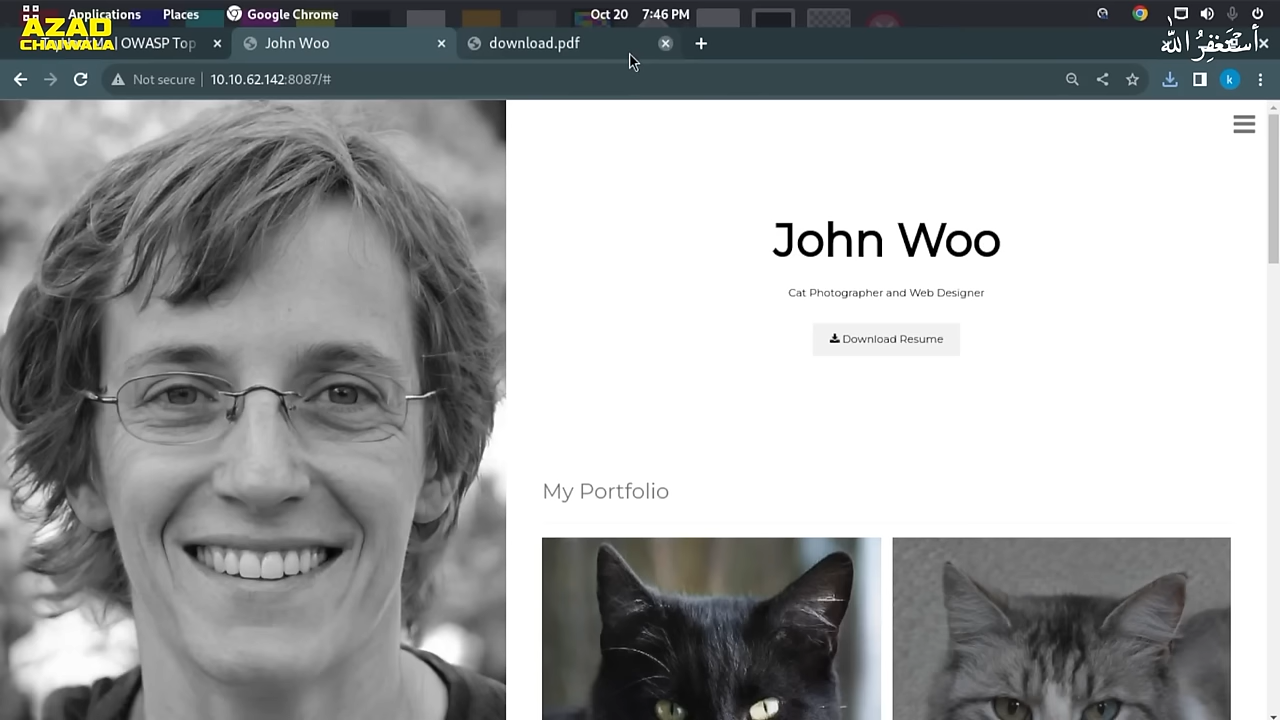 Applications Places Google Chrome Oct 20 7:46 PM
AZAD
CHAIWALA
| OWASP Top John Woo download.pdf
أستغفر الله
Not secure 10.10.62.142:8087/# k
John Woo
Cat Photographer and Web Designer
Download Resume
My Portfolio